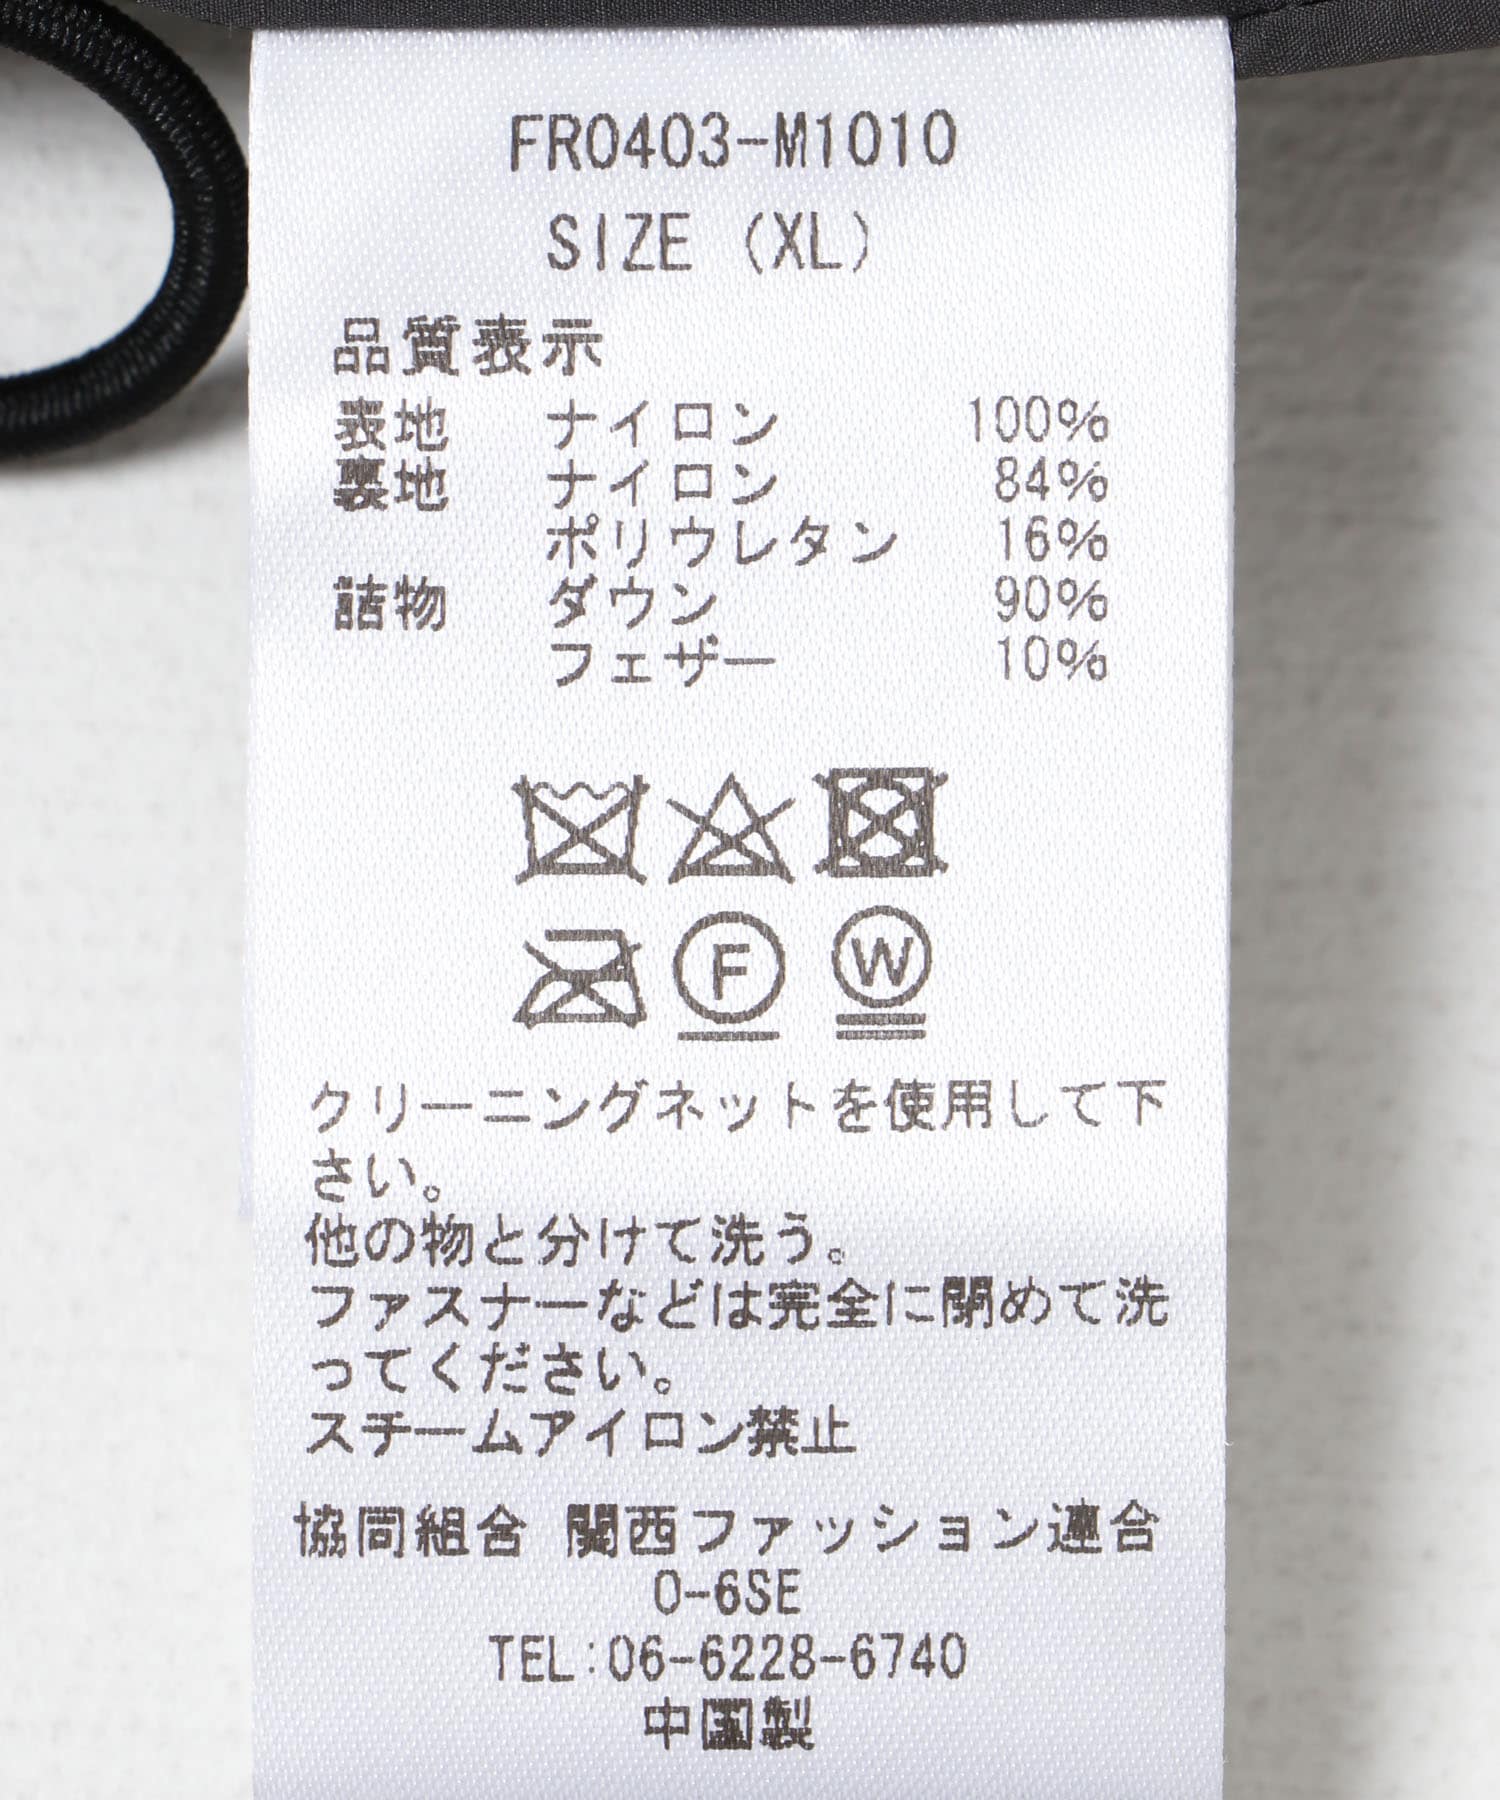 FR0403-M1010
SIZE (XL)
品質表示
表地 ナイロン 100%
裏地 ナイロン 84%
ポリウレタン 16%
詰物 ダウン 90%
フェザー 10%
F W
クリーニングネットを使用して下
さい。
他の物と分けて洗う。
ファスナーなどは完全に閉めて洗
ってください。
スチームアイロン禁止
協同組合 関西ファッション連合
O-6SE
TEL:06-6228-6740
中国製